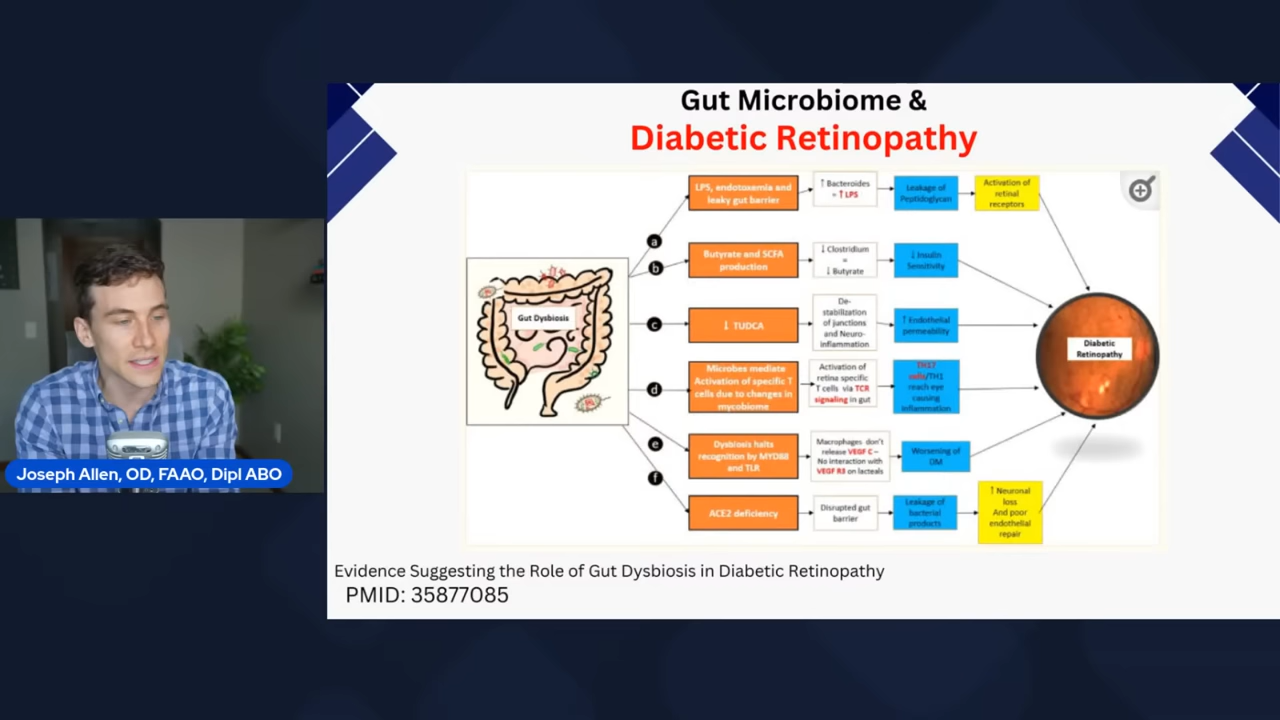 Gut Microbiome &
Diabetic Retinopathy
LPS, endotoxemia and
leaky gut barrier
↑ Bacteroides
= ↑ LPS
Leakage of
Peptidoglycan
Activation of
retinal
receptors
a
b
Butyrate and SCFA
production
↓ Clostridium
=
↓ Butyrate
↓ Insulin
Sensitivity
Gut Dysbiosis
c
↓ TUDCA
De-
stabilization
of junctions
and Neuro-
inflammation
↑ Endothelial
permeability
Diabetic
Retinopathy
d
Microbes mediate
Activation of specific T
cells due to changes in
mycobiome
Activation of
retina specific
T cells via TCR
signaling in gut
TH17
cells/TH1
reach eye
causing
inflammation
e
Dysbiosis halts
recognition by MYD88
and TLR
Macrophages don't
release VEGF C –
No interaction with
VEGF R3 on lacteals
Worsening of
DM
f
ACE2 deficiency
Disrupted gut
barrier
Leakage of
bacterial
products
↑ Neuronal
loss
And poor
endothelial
repair
Joseph Allen, OD, FAAO, Dipl ABO
Evidence Suggesting the Role of Gut Dysbiosis in Diabetic Retinopathy
PMID: 35877085